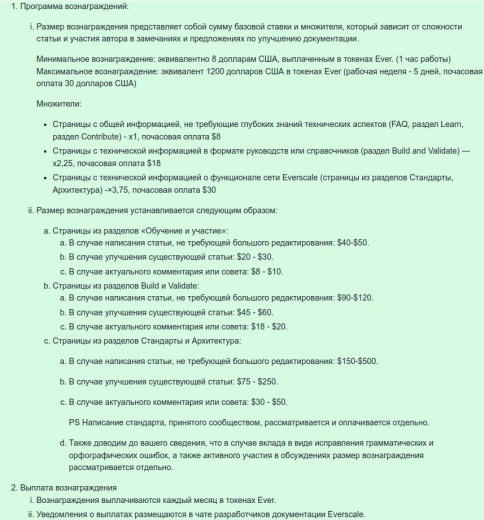 1. Программа вознаграждений:
i. Размер вознаграждения представляет собой сумму базовой ставки и множителя, который зависит от сложности
статьи и участия автора в замечаниях и предложениях по улучшению документации.
Минимальное вознаграждение: эквивалентно 8 долларам США, выплаченным в токенах Ever. (1 час работы)
Максимальное вознаграждение: эквивалент 1200 долларов США в токенах Ever (рабочая неделя - 5 дней, почасовая
оплата 30 долларов США)
Множители:
• Страницы с общей информацией, не требующие глубоких знаний технических аспектов (FAQ, раздел Learn,
раздел Contribute) - x1, почасовая оплата $8
• Страницы с технической информацией в формате руководств или справочников (раздел Build and Validate) —
x2,25, почасовая оплата $18
• Страницы с технической информацией о функционале сети Everscale (страницы из разделов Стандарты,
Архитектура) -×3,75, почасовая оплата $30
ii. Размер вознаграждения устанавливается следующим образом:
a. Страницы из разделов «Обучение и участие»:
a. В случае написания статьи, не требующей большого редактирования: $40-$50.
b. В случае улучшения существующей статьи: $20 - $30.
c. В случае актуального комментария или совета: $8 - $10.
b. Страницы из разделов Build и Validate:
a. В случае написания статьи, не требующей большого редактирования: $90-$120.
b. В случае улучшения существующей статьи: $45 - $60.
c. В случае актуального комментария или совета: $18 - $20.
c. Страницы из разделов Стандарты и Архитектура:
a. В случае написания статьи, не требующей большого редактирования: $150-$500.
b. В случае улучшения существующей статьи: $75 - $250.
c. В случае актуального комментария или совета: $30 - $50.
PS Написание стандарта, принятого сообществом, рассматривается и оплачивается отдельно.
d. Также доводим до вашего сведения, что в случае вклада в виде исправления грамматических и
орфографических ошибок, а также активного участия в обсуждениях размер вознаграждения
рассматривается отдельно.
2. Выплата вознаграждения
i. Вознаграждения выплачиваются каждый месяц в токенах Ever.
ii. Уведомления о выплатах размещаются в чате разработчиков документации Everscale.